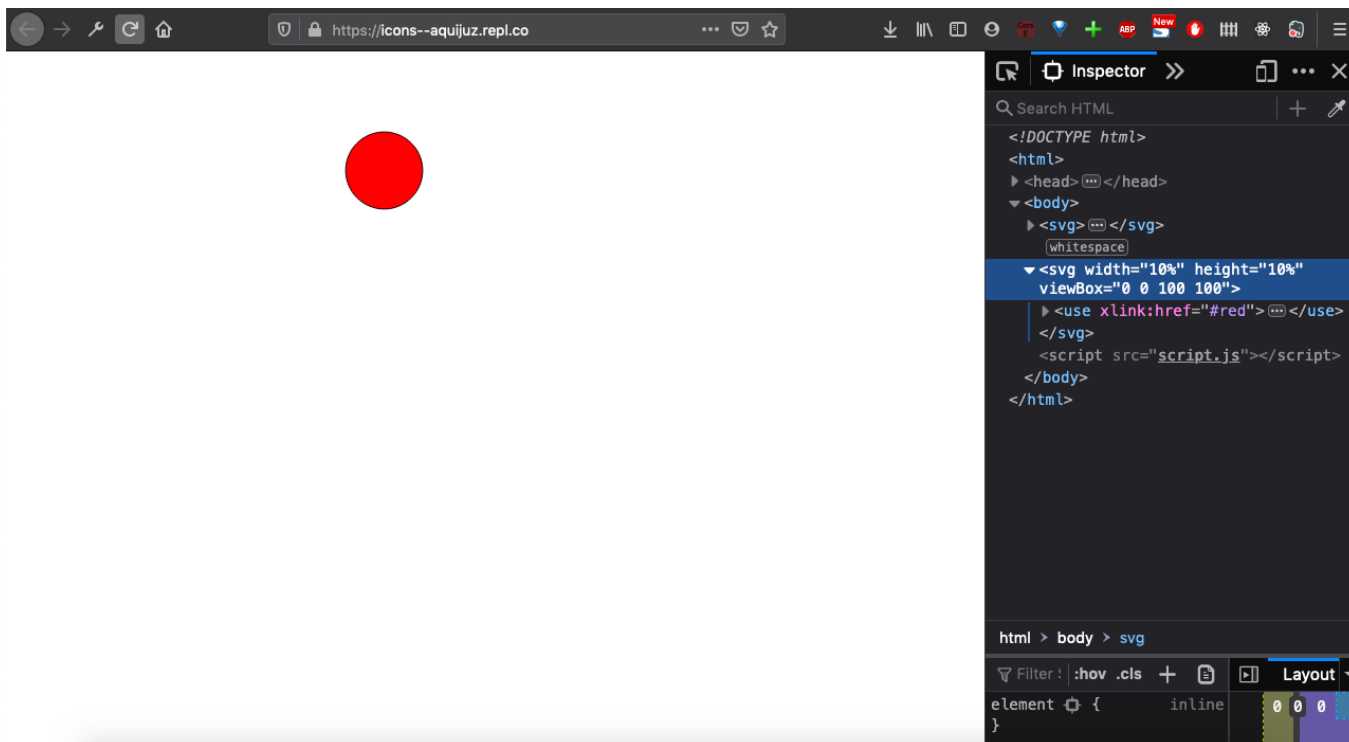 https://icons--aquijuz.repl.co
ABP
New
S
Inspector
Search HTML
<!DOCTYPE html>
<html>
<head></head>
<body>
<svg></svg>
whitespace
<svg width="10%" height="10%"
viewBox="0 0 100 100">
<use xlink:href="#red"></use>
</svg>
<script src="script.js"></script>
</body>
</html>
html > body > svg
Filter :hov .cls + Layout
element { inline 0 0 0
}